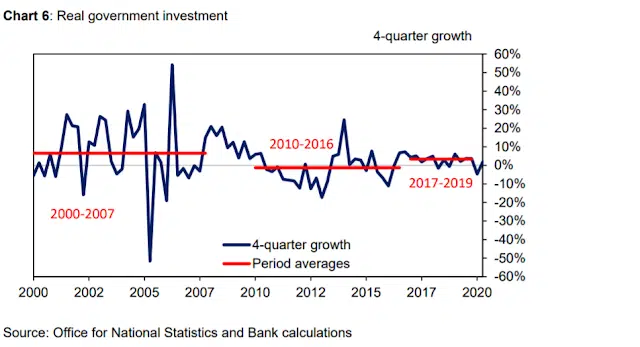 Chart 6: Real government investment
4-quarter growth
60%
50%
40%
30%
20%
10%
0%
-10%
-20%
-30%
-40%
-50%
-60%
2010-2016
2017-2019
2000-2007
4-quarter growth
Period averages
2000 2002 2005 2007 2010 2012 2015 2017 2020
Source: Office for National Statistics and Bank calculations